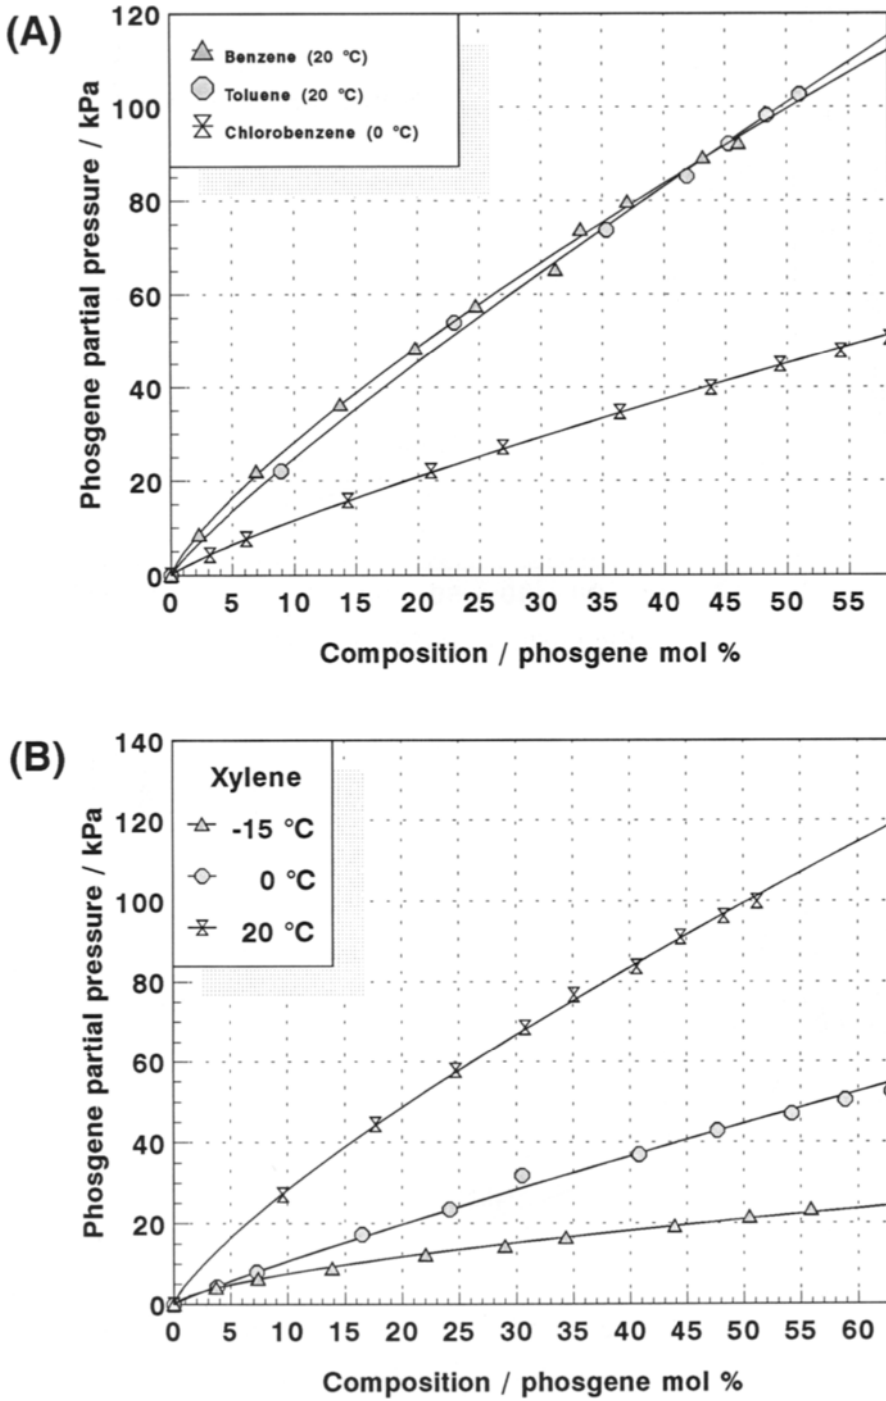 (A)
120
100
80
60
40
20
0
Phosgene partial pressure / kPa
Benzene (20 °C)
Toluene (20 °C)
Chlorobenzene (0 °C)
0 5 10 15 20 25 30 35 40 45 50 55
Composition / phosgene mol %
(B)
140
120
100
80
60
40
20
0
Phosgene partial pressure / kPa
Xylene
-15 °C
0 °C
20 °C
0 5 10 15 20 25 30 35 40 45 50 55 60
Composition / phosgene mol %